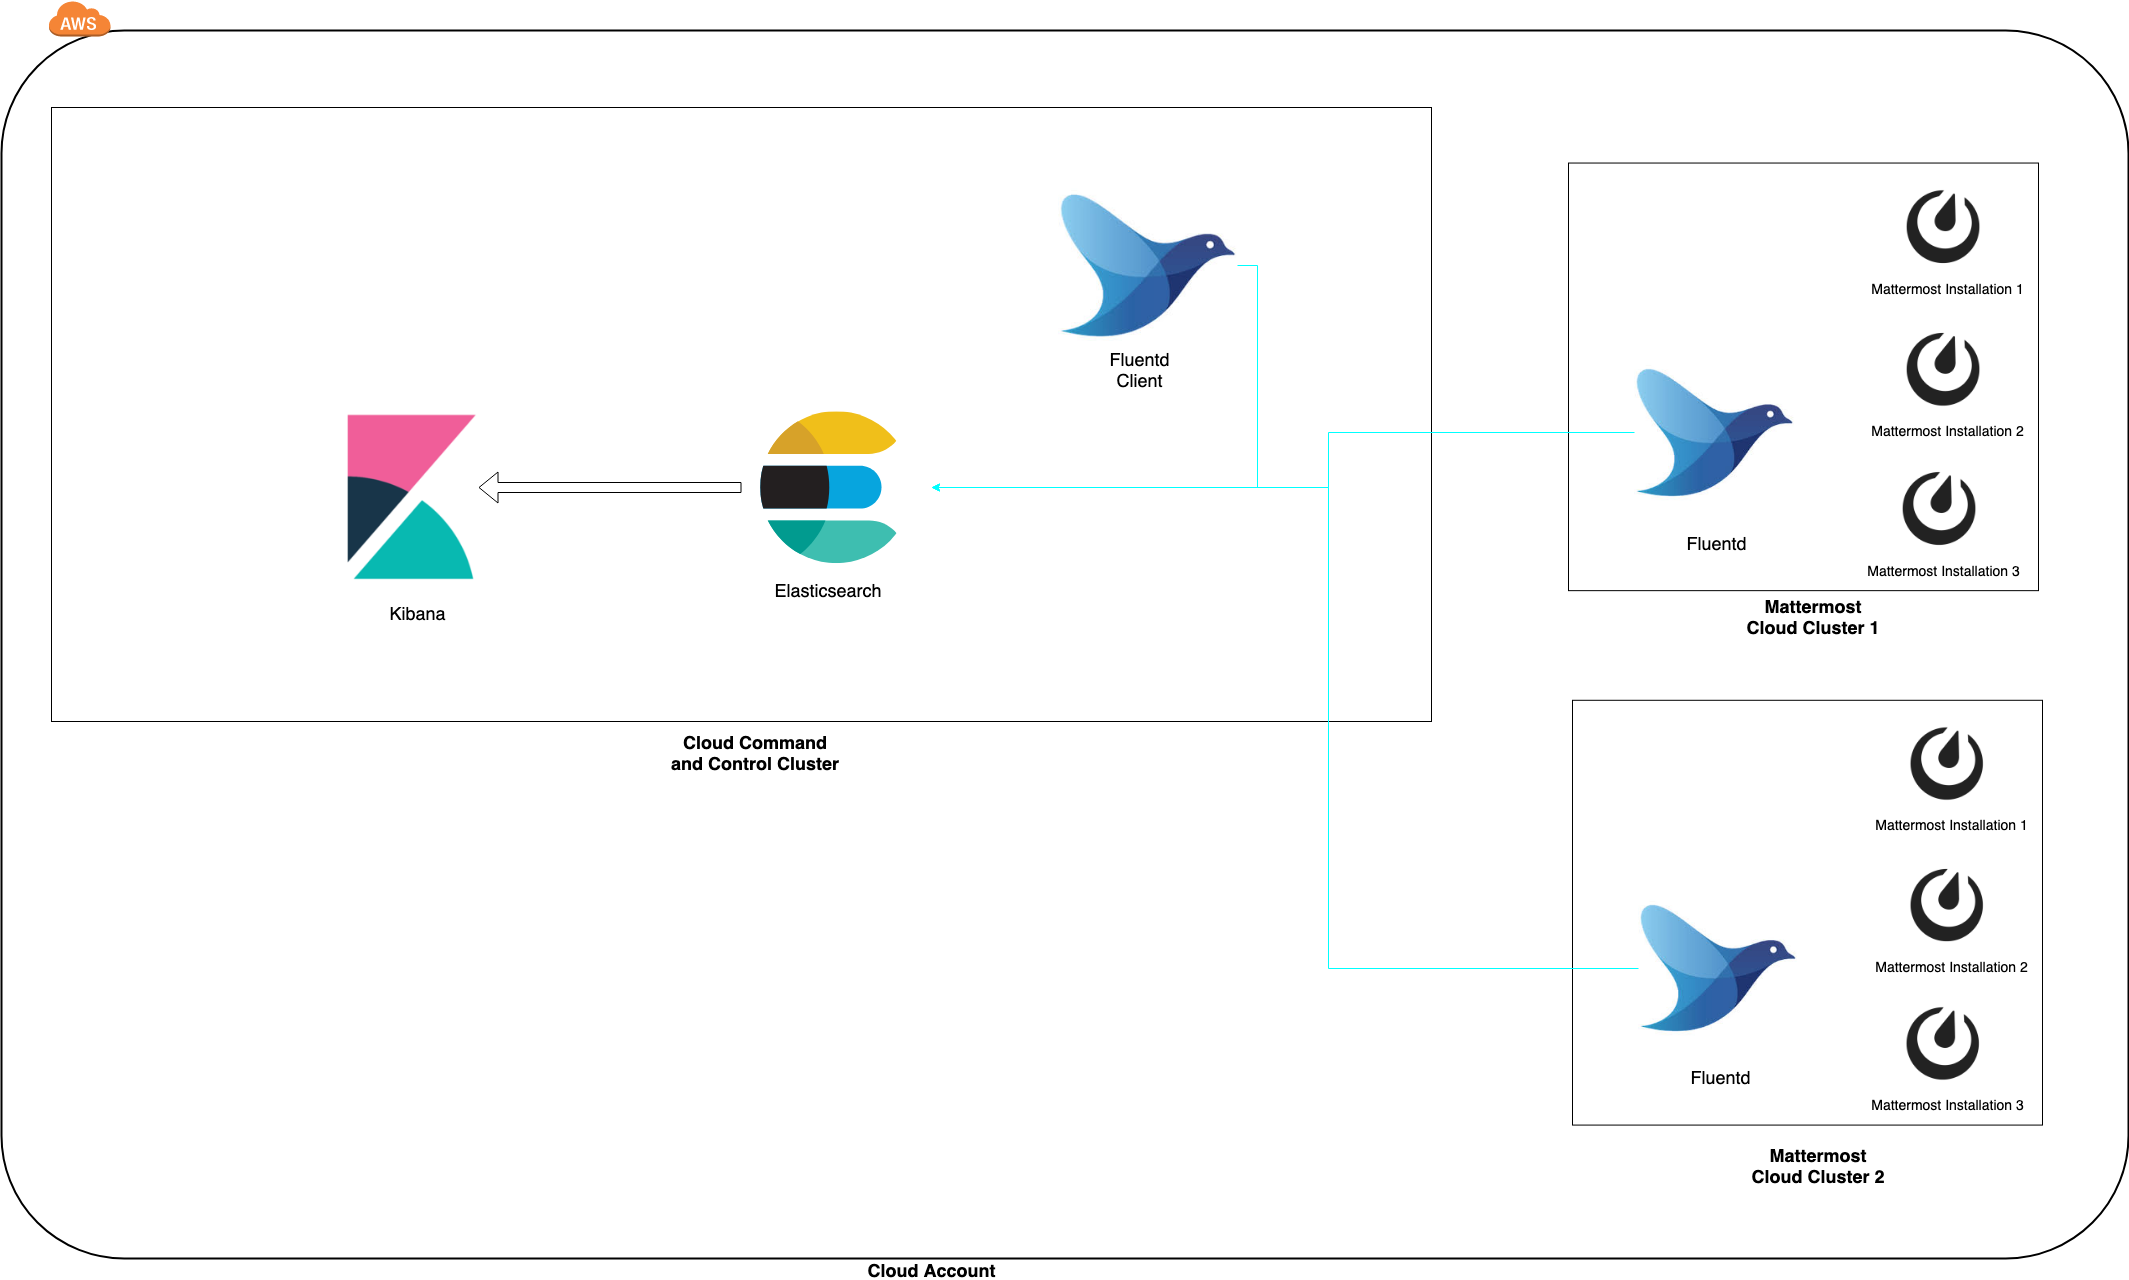 AWS
Fluentd
Client
Kibana
Elasticsearch
Cloud Command
and Control Cluster
Mattermost Installation 1
Mattermost Installation 2
Fluentd
Mattermost Installation 3
Mattermost
Cloud Cluster 1
Mattermost Installation 1
Mattermost Installation 2
Fluentd
Mattermost Installation 3
Mattermost
Cloud Cluster 2
Cloud Account